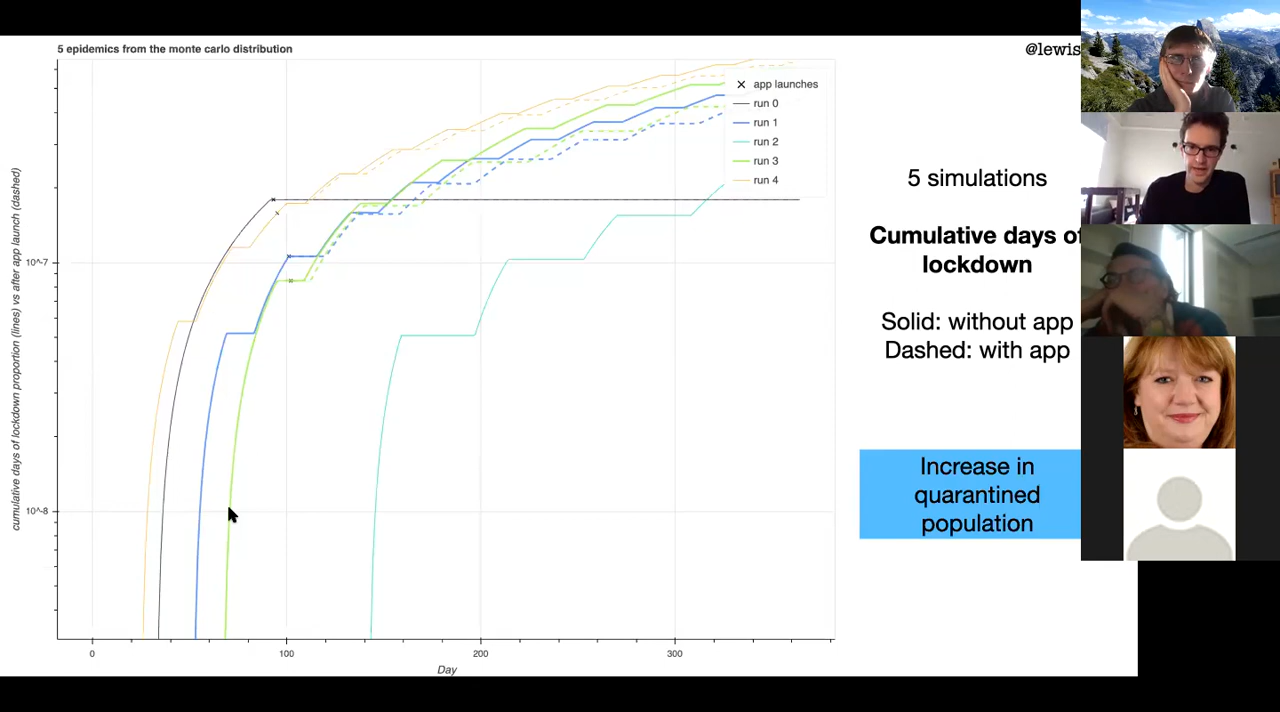 5 epidemics from the monte carlo distribution
@lewis
cumulative days of lockdown proportion (lines) vs after app launch (dashed)
10^-7
10^-8
0
100
200
300
Day
app launches
run 0
run 1
run 2
run 3
run 4
5 simulations
Cumulative days of
lockdown
Solid: without app
Dashed: with app
Increase in
quarantined
population